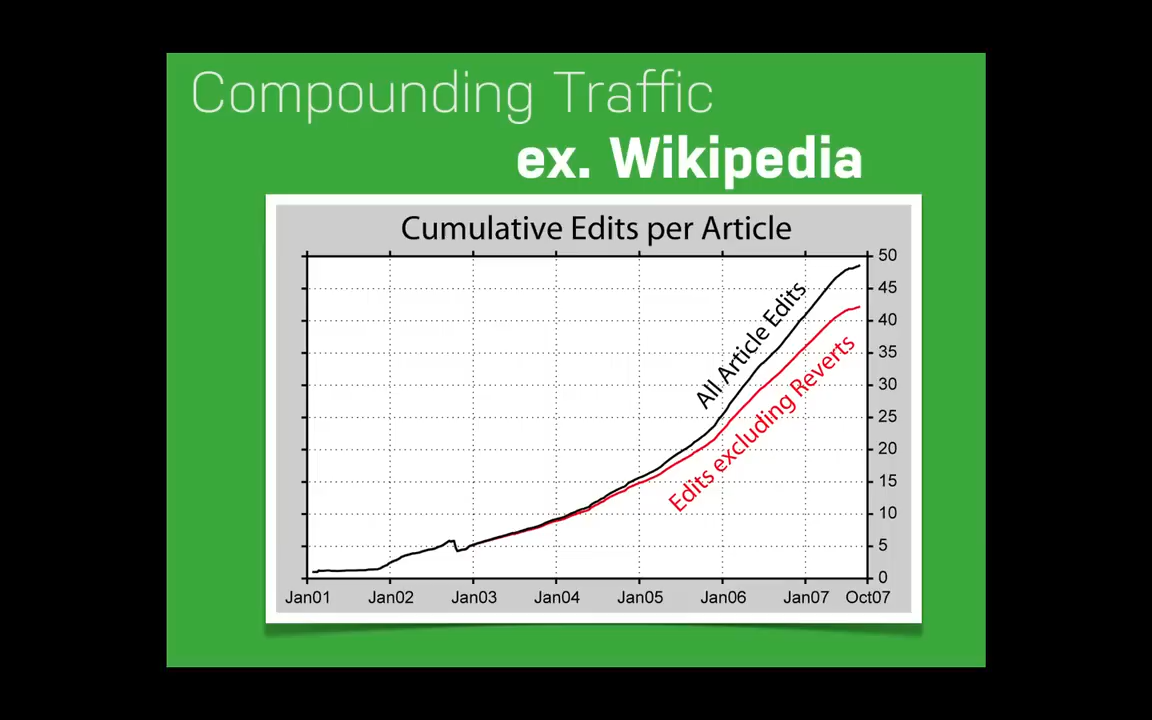 Compounding Traffic
ex. Wikipedia
Cumulative Edits per Article
50
45
40
35
30
25
20
15
10
5
0
All Article Edits
Edits excluding Reverts
Jan01 Jan02 Jan03 Jan04 Jan05 Jan06 Jan07 Oct07